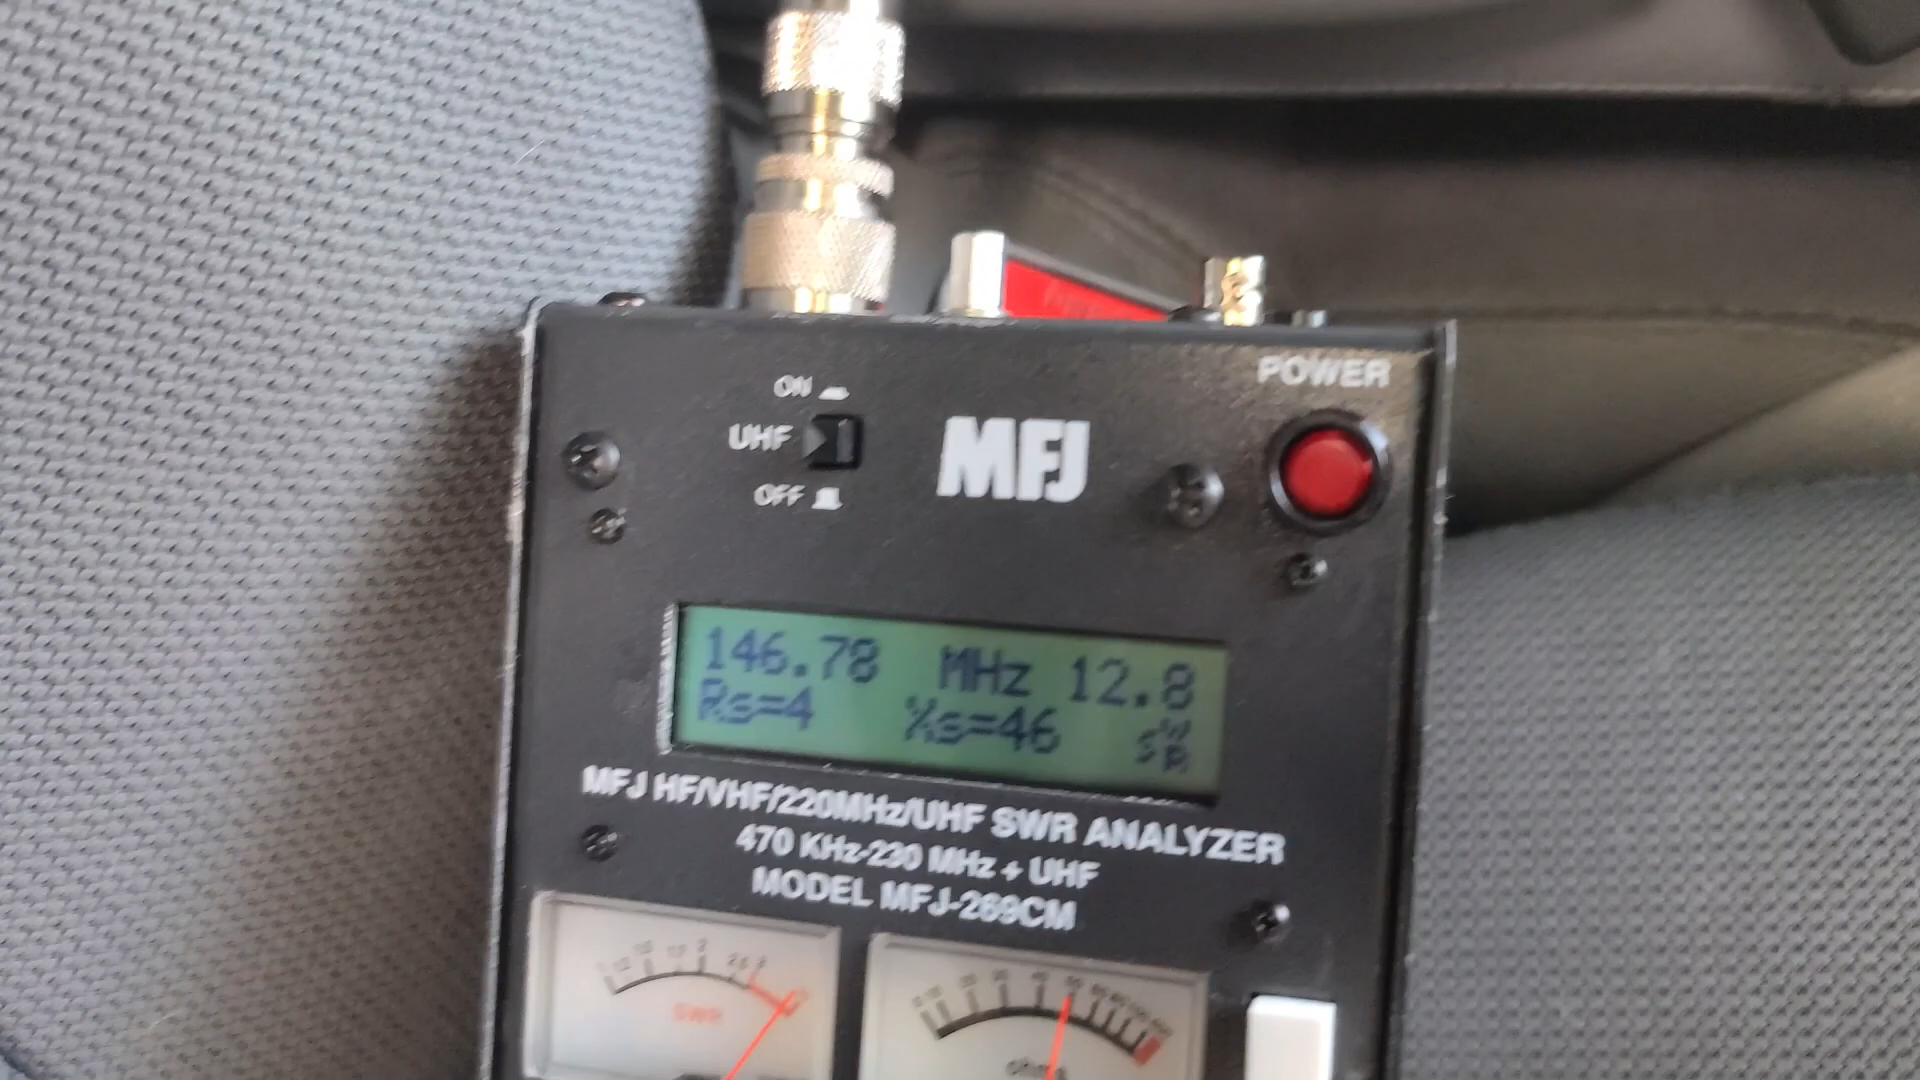 ON
UHF
OFF
MFJ
POWER
146.78 MHz 12.8
Rs=4 Xs=46 SWR
MFJ HF/VHF/220MHz/UHF SWR ANALYZER
470 KHz-230 MHz + UHF
MODEL MFJ-269CM
SWR